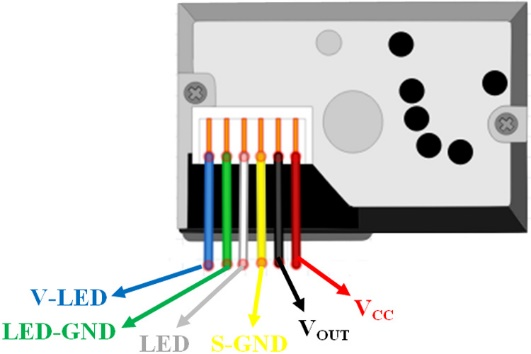 V-LED
LED-GND
LED
S-GND
VOUT
VCC